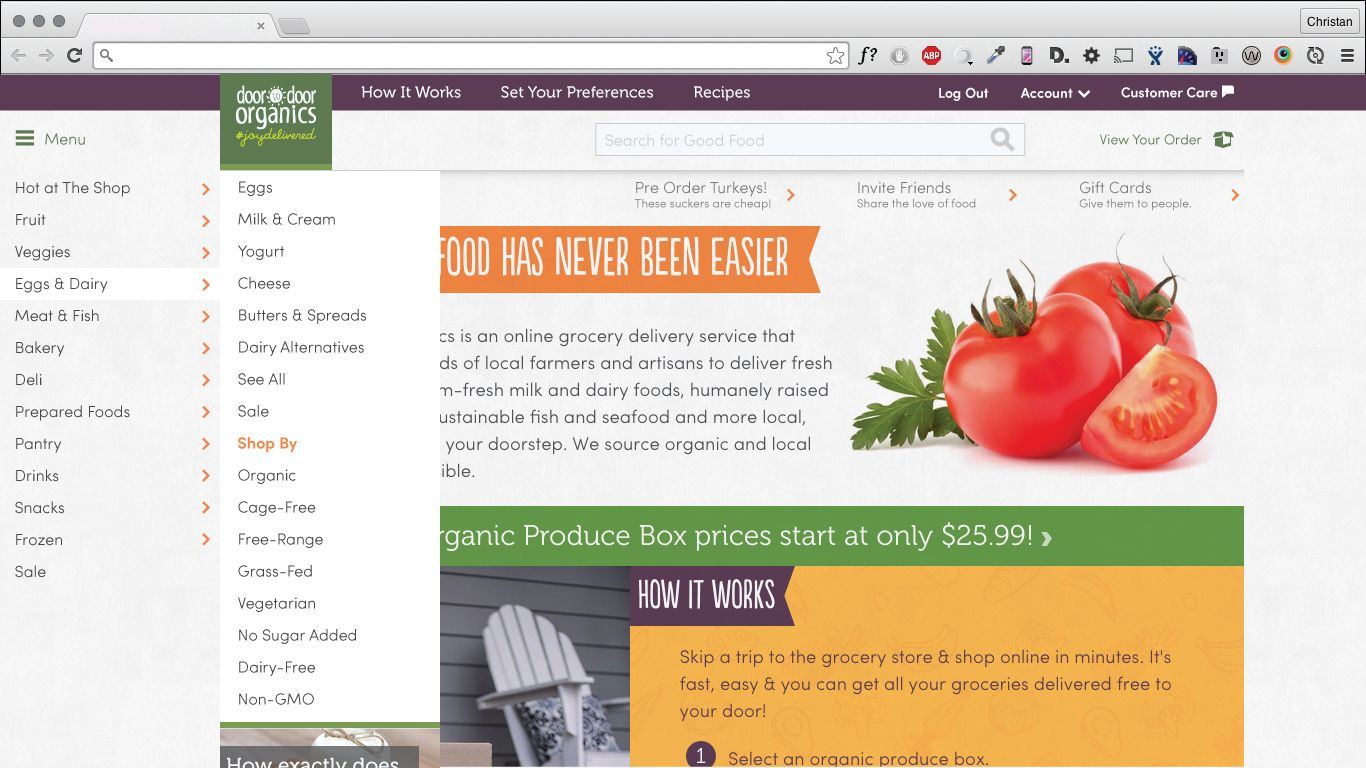 Christan
f?
ABP
D.
W
door to door
organics
#joydelivered
How It Works
Set Your Preferences
Recipes
Log Out
Account
Customer Care
Menu
Search for Good Food
View Your Order
Hot at The Shop
Fruit
Veggies
Eggs & Dairy
Meat & Fish
Bakery
Deli
Prepared Foods
Pantry
Drinks
Snacks
Frozen
Sale
Eggs
Milk & Cream
Yogurt
Cheese
Butters & Spreads
Dairy Alternatives
See All
Sale
Shop By
Organic
Cage-Free
Free-Range
Grass-Fed
Vegetarian
No Sugar Added
Dairy-Free
Non-GMO
How exactly does
Pre Order Turkeys!
These suckers are cheap!
Invite Friends
Share the love of food
Gift Cards
Give them to people.
FOOD HAS NEVER BEEN EASIER
cs is an online grocery delivery service that
ds of local farmers and artisans to deliver fresh
m-fresh milk and dairy foods, humanely raised
ustainable fish and seafood and more local,
your doorstep. We source organic and local
ible.
rganic Produce Box prices start at only $25.99!
HOW IT WORKS
Skip a trip to the grocery store & shop online in minutes. It's
fast, easy & you can get all your groceries delivered free to
your door!
1 Select an organic produce box.